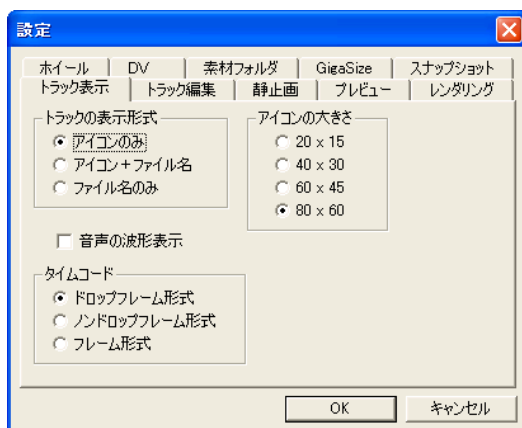 設定
ホイール DV 素材フォルダ GigaSize スナップショット
トラック表示 トラック編集 静止画 プレビュー レンダリング
トラックの表示形式
アイコンのみ
アイコン+ファイル名
ファイル名のみ
アイコンの大きさ
20 x 15
40 x 30
60 x 45
80 x 60
音声の波形表示
タイムコード
ドロップフレーム形式
ノンドロップフレーム形式
フレーム形式
OK キャンセル